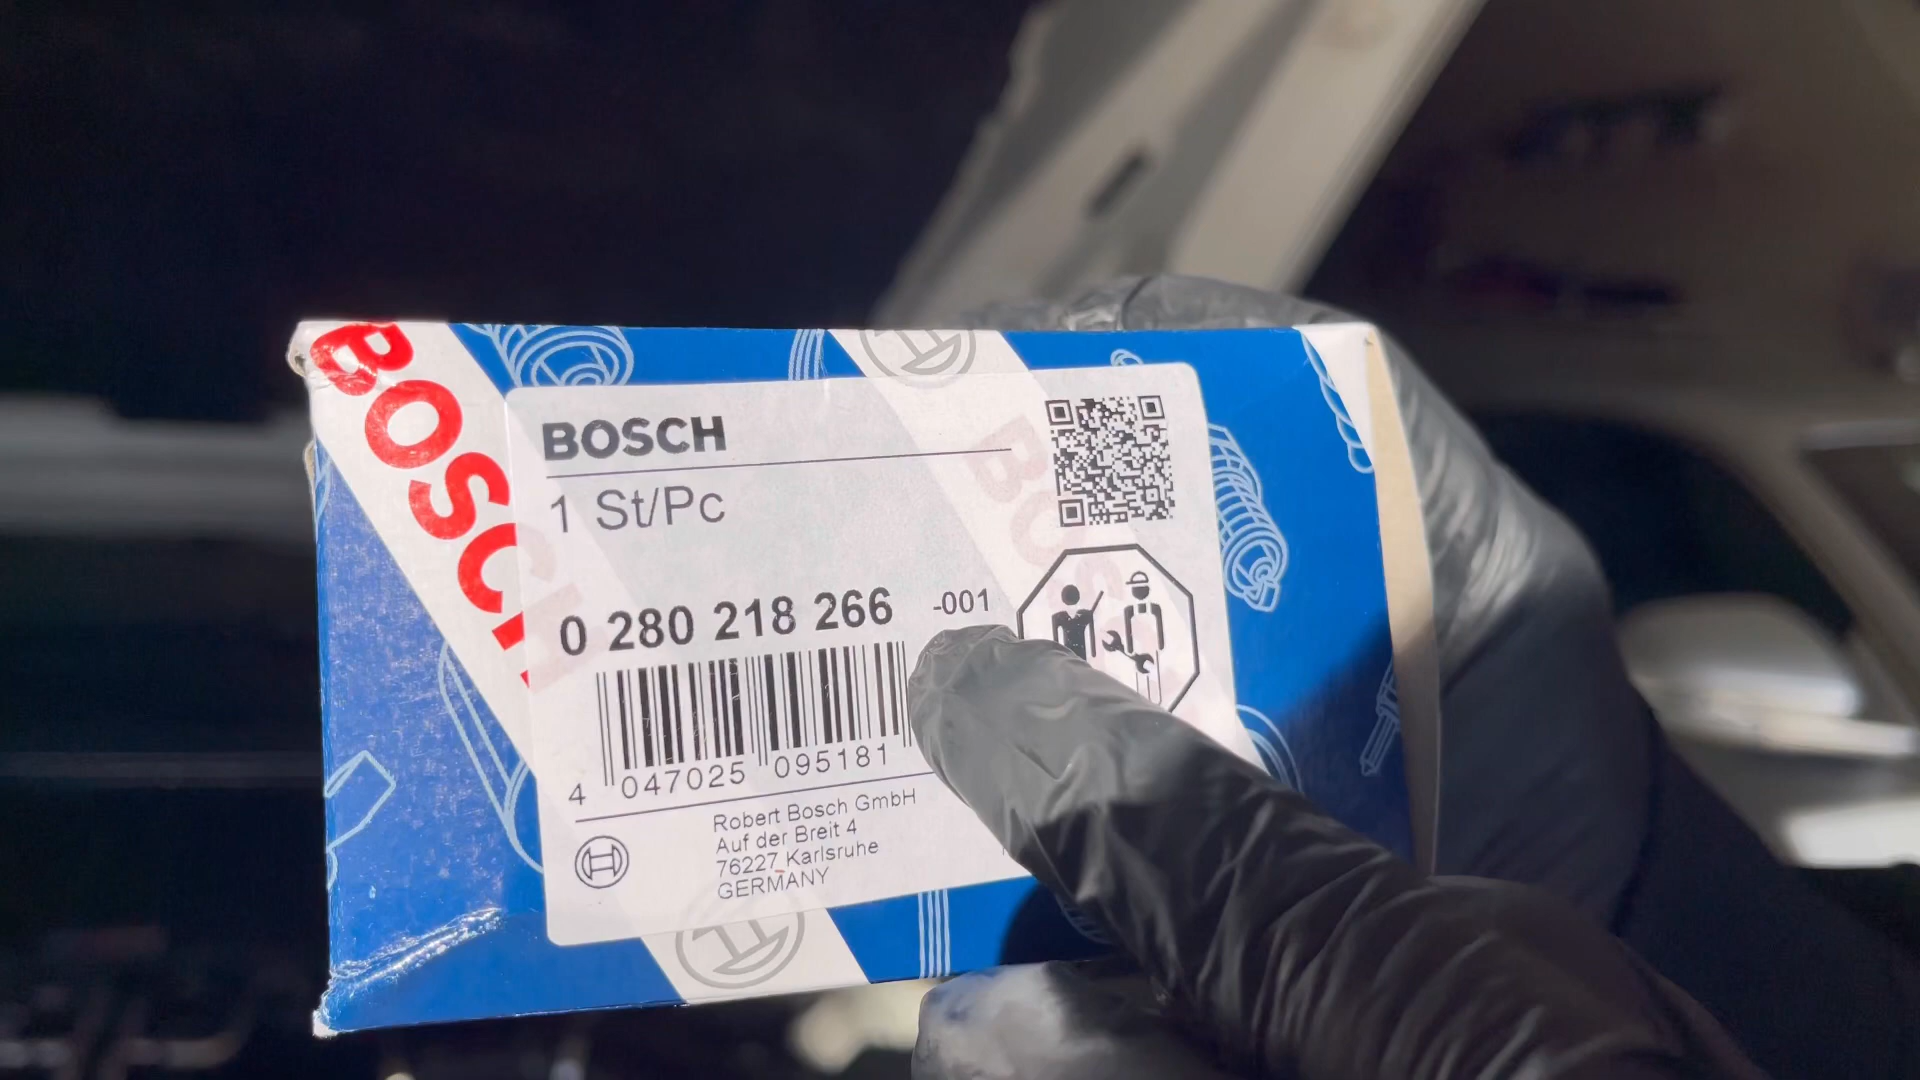 BOSCH
BOSCH
1 St/Pc
0 280 218 266 -001
4 047025 095181
Robert Bosch GmbH
Auf der Breit 4
76227 Karlsruhe
GERMANY